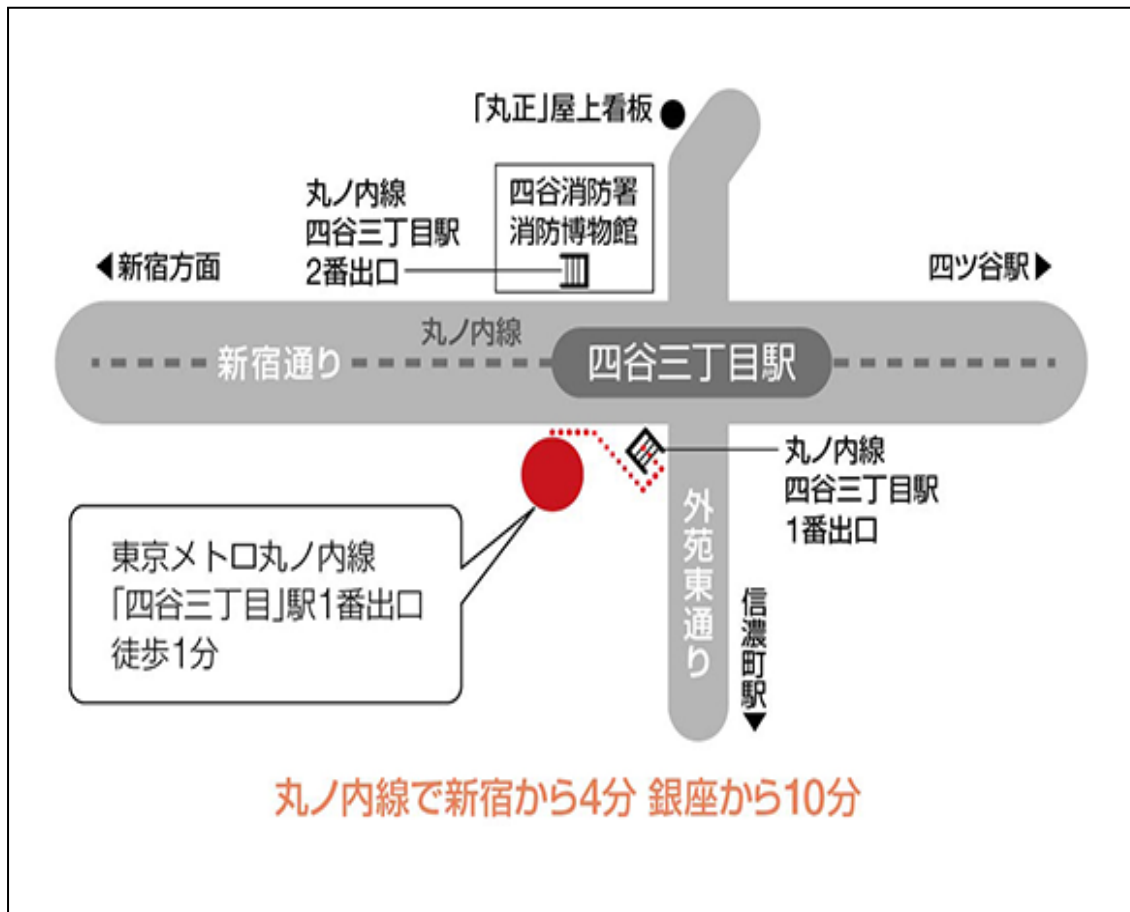 「丸正」屋上看板
丸ノ内線
四谷三丁目駅
2番出口
四谷消防署
消防博物館
◀新宿方面
四ツ谷駅▶
丸ノ内線
新宿通り
四谷三丁目駅
丸ノ内線
四谷三丁目駅
1番出口
外苑東通り
信濃町駅▼
東京メトロ丸ノ内線
「四谷三丁目」駅1番出口
徒歩1分
丸ノ内線で新宿から4分 銀座から10分